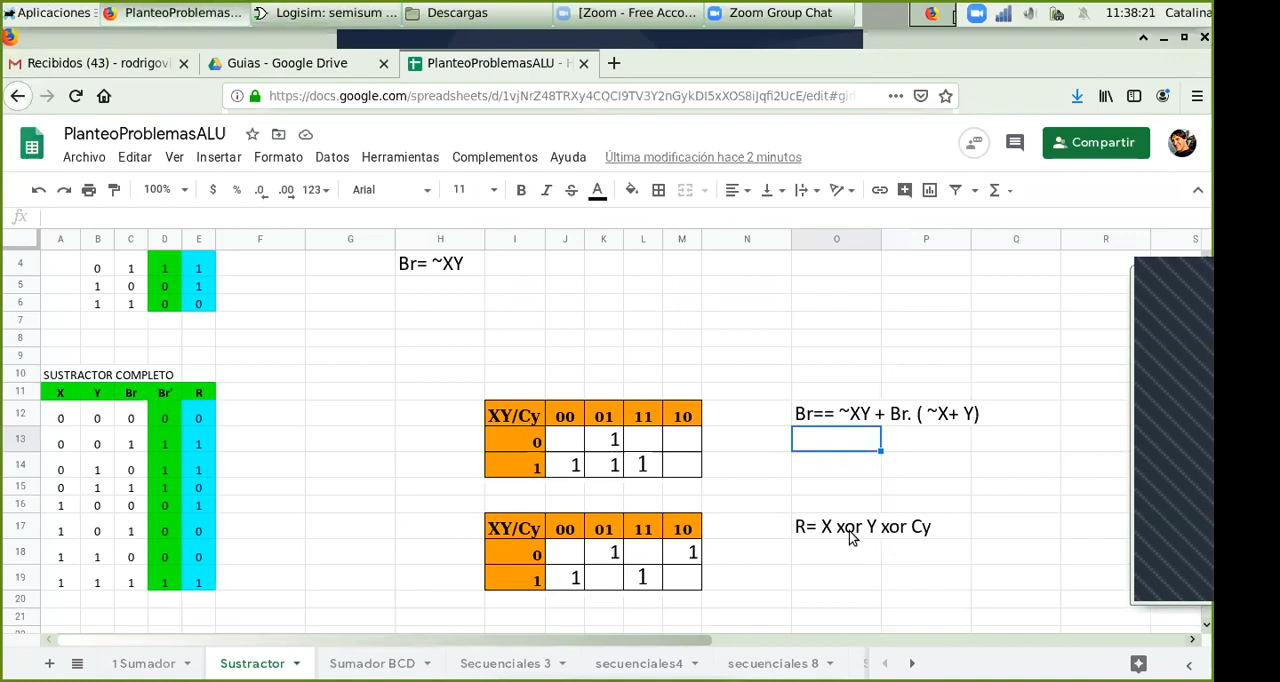 Aplicaciones PlanteoProblemas... Logisim: semisum ... Descargas [Zoom - Free Acco... Zoom Group Chat 11:38:21 Catalina
Recibidos (43) - rodrigov Guias - Google Drive PlanteoProblemasALU - H
https://docs.google.com/spreadsheets/d/1vjNrZ48TRXy4CQCI9TV3Y2nGykDI5xXOS8iJqfi2UcE/edit#gid
PlanteoProblemasALU
Compartir
Archivo Editar Ver Insertar Formato Datos Herramientas Complementos Ayuda Última modificación hace 2 minutos
100% $ % .0 .00 123 Arial 11 B I S A Σ
fx
A B C D E F G H I J K L M N O P Q R S
4 0 1 1 1 Br= ~XY
5 1 0 0 1
6 1 1 0 0
7
8
9
10 SUSTRACTOR COMPLETO
11 X Y Br Br' R
12 0 0 0 0 0 XY/Cy 00 01 11 10 Br== ~XY + Br. ( ~X+ Y)
13 0 0 1 1 1 0 1
14 0 1 0 1 1 1 1 1 1
15 0 1 1 1 0
16 1 0 0 0 1
17 1 0 1 0 0 XY/Cy 00 01 11 10 R= X xor Y xor Cy
18 1 1 0 0 0 0 1 1
19 1 1 1 1 1 1 1 1
20
21
1 Sumador Sustractor Sumador BCD Secuenciales 3 secuenciales4 secuenciales 8